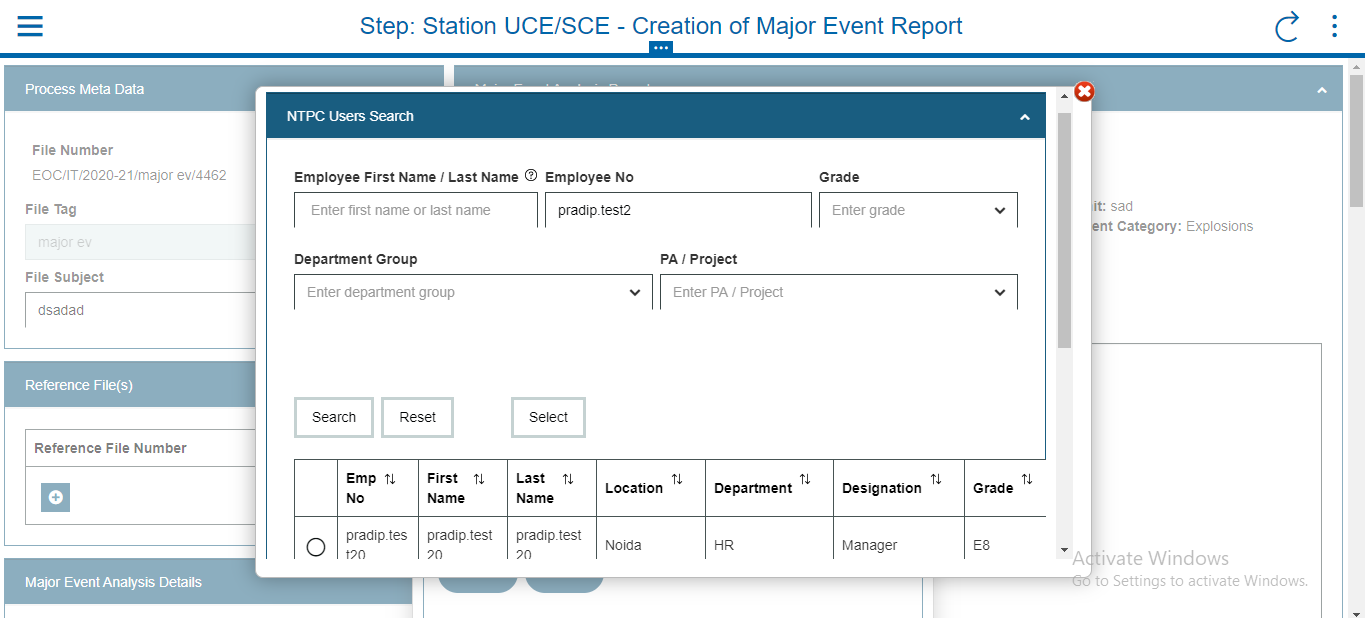 Step: Station UCE/SCE - Creation of Major Event Report
Process Meta Data
File Number
EOC/IT/2020-21/major ev/4462
File Tag
major ev
File Subject
dsadad
Reference File(s)
Reference File Number
Major Event Analysis Details
NTPC Users Search
Employee First Name / Last Name Employee No Grade
Enter first name or last name pradip.test2 Enter grade
Department Group PA / Project
Enter department group Enter PA / Project
Search Reset Select
Emp No First Name Last Name Location Department Designation Grade
pradip.test20 pradip.test20 pradip.test20 Noida HR Manager E8
it: sad
ent Category: Explosions
Activate Windows
Go to Settings to activate Windows.